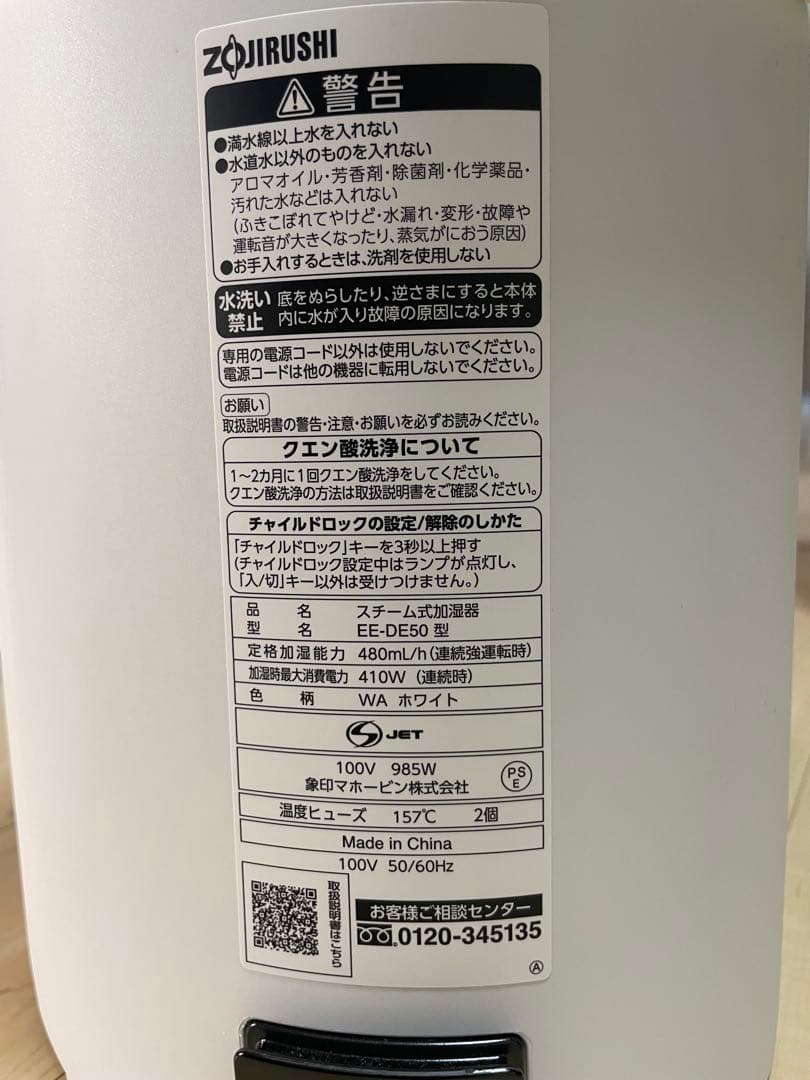 ZOJIRUSHI
警告
●満水線以上水を入れない
●水道水以外のものを入れない
アロマオイル・芳香剤・除菌剤・化学薬品・
汚れた水などは入れない
(ふきこぼれてやけど・水漏れ・変形・故障や
運転音が大きくなったり、蒸気がにおう原因)
●お手入れするときは、洗剤を使用しない
水洗い 底をぬらしたり、逆さまにすると本体
禁止 内に水が入り故障の原因になります。
専用の電源コード以外は使用しないでください。
電源コードは他の機器に転用しないでください。
お願い
取扱説明書の警告・注意・お願いを必ずお読みください。
クエン酸洗浄について
1~2カ月に1回クエン酸洗浄をしてください。
クエン酸洗浄の方法は取扱説明書をご確認ください。
チャイルドロックの設定/解除のしかた
「チャイルドロック」キーを3秒以上押す
(チャイルドロック設定中はランプが点灯し、
「入/切」キー以外は受けつけません。)
品名 スチーム式加湿器
型名 EE-DE50 型
定格加湿能力 480mL/h(連続強運転時)
加湿時最大消費電力 410W (連続時)
色柄 WA ホワイト
S JET
100V 985W
象印マホービン株式会社
PS
E
温度ヒューズ 157℃ 2個
Made in China
100V 50/60Hz
取扱説明書はこちら
お客様ご相談センター
0120-345135
Ⓐ